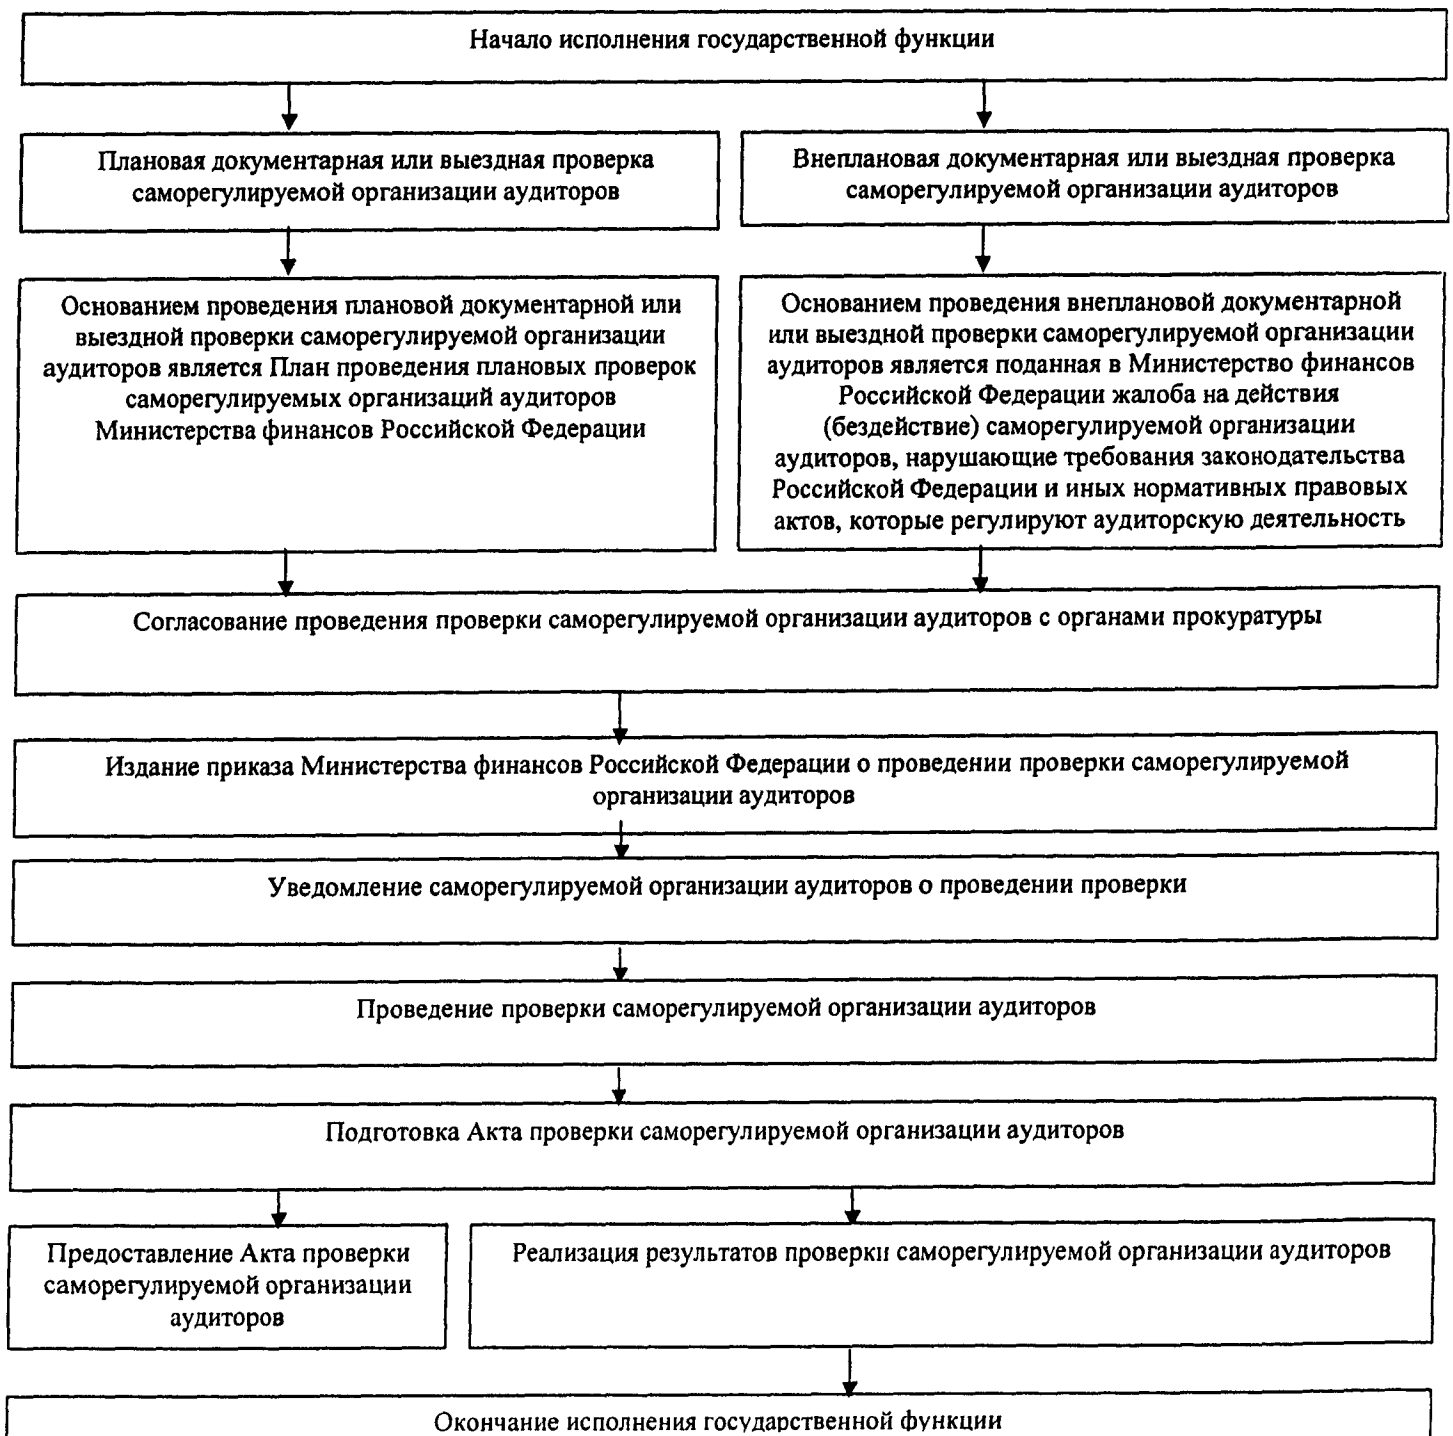 Начало исполнения государственной функции
Плановая документарная или выездная проверка
саморегулируемой организации аудиторов
Внеплановая документарная или выездная проверка
саморегулируемой организации аудиторов
Основанием проведения плановой документарной или
выездной проверки саморегулируемой организации
аудиторов является План проведения плановых проверок
саморегулируемых организаций аудиторов
Министерства финансов Российской Федерации
Основанием проведения внеплановой документарной
или выездной проверки саморегулируемой организации
аудиторов является поданная в Министерство финансов
Российской Федерации жалоба на действия
(бездействие) саморегулируемой организации
аудиторов, нарушающие требования законодательства
Российской Федерации и иных нормативных правовых
актов, которые регулируют аудиторскую деятельность
Согласование проведения проверки саморегулируемой организации аудиторов с органами прокуратуры
Издание приказа Министерства финансов Российской Федерации о проведении проверки саморегулируемой
организации аудиторов
Уведомление саморегулируемой организации аудиторов о проведении проверки
Проведение проверки саморегулируемой организации аудиторов
Подготовка Акта проверки саморегулируемой организации аудиторов
Предоставление Акта проверки
саморегулируемой организации
аудиторов
Реализация результатов проверки саморегулируемой организации аудиторов
Окончание исполнения государственной функции